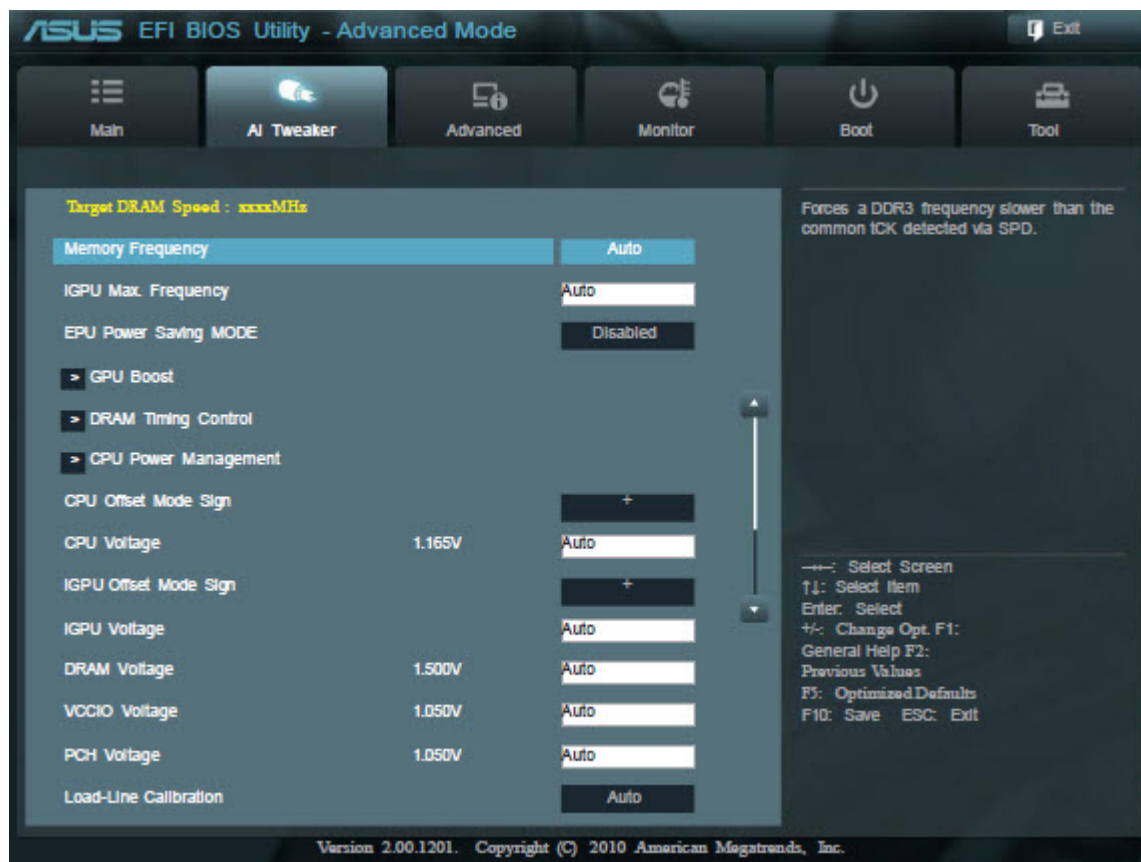 ASUS EFI BIOS Utility - Advanced Mode
Exit
Main
Ai Tweaker
Advanced
Monitor
Boot
Tool
Target DRAM Speed : xxxxMHz
Memory Frequency Auto
IGPU Max. Frequency Auto
EPU Power Saving MODE Disabled
> GPU Boost
> DRAM Timing Control
> CPU Power Management
CPU Offset Mode Sign +
CPU Voltage 1.165V Auto
IGPU Offset Mode Sign +
IGPU Voltage Auto
DRAM Voltage 1.500V Auto
VCCIO Voltage 1.050V Auto
PCH Voltage 1.050V Auto
Load-Line Calibration Auto
Forces a DDR3 frequency slower than the
common tCK detected via SPD.
→←: Select Screen
↑↓: Select Item
Enter: Select
+/-: Change Opt. F1:
General Help F2:
Previous Values
F5: Optimized Defaults
F10: Save ESC: Exit
Version 2.00.1201. Copyright (C) 2010 American Megatrends, Inc.